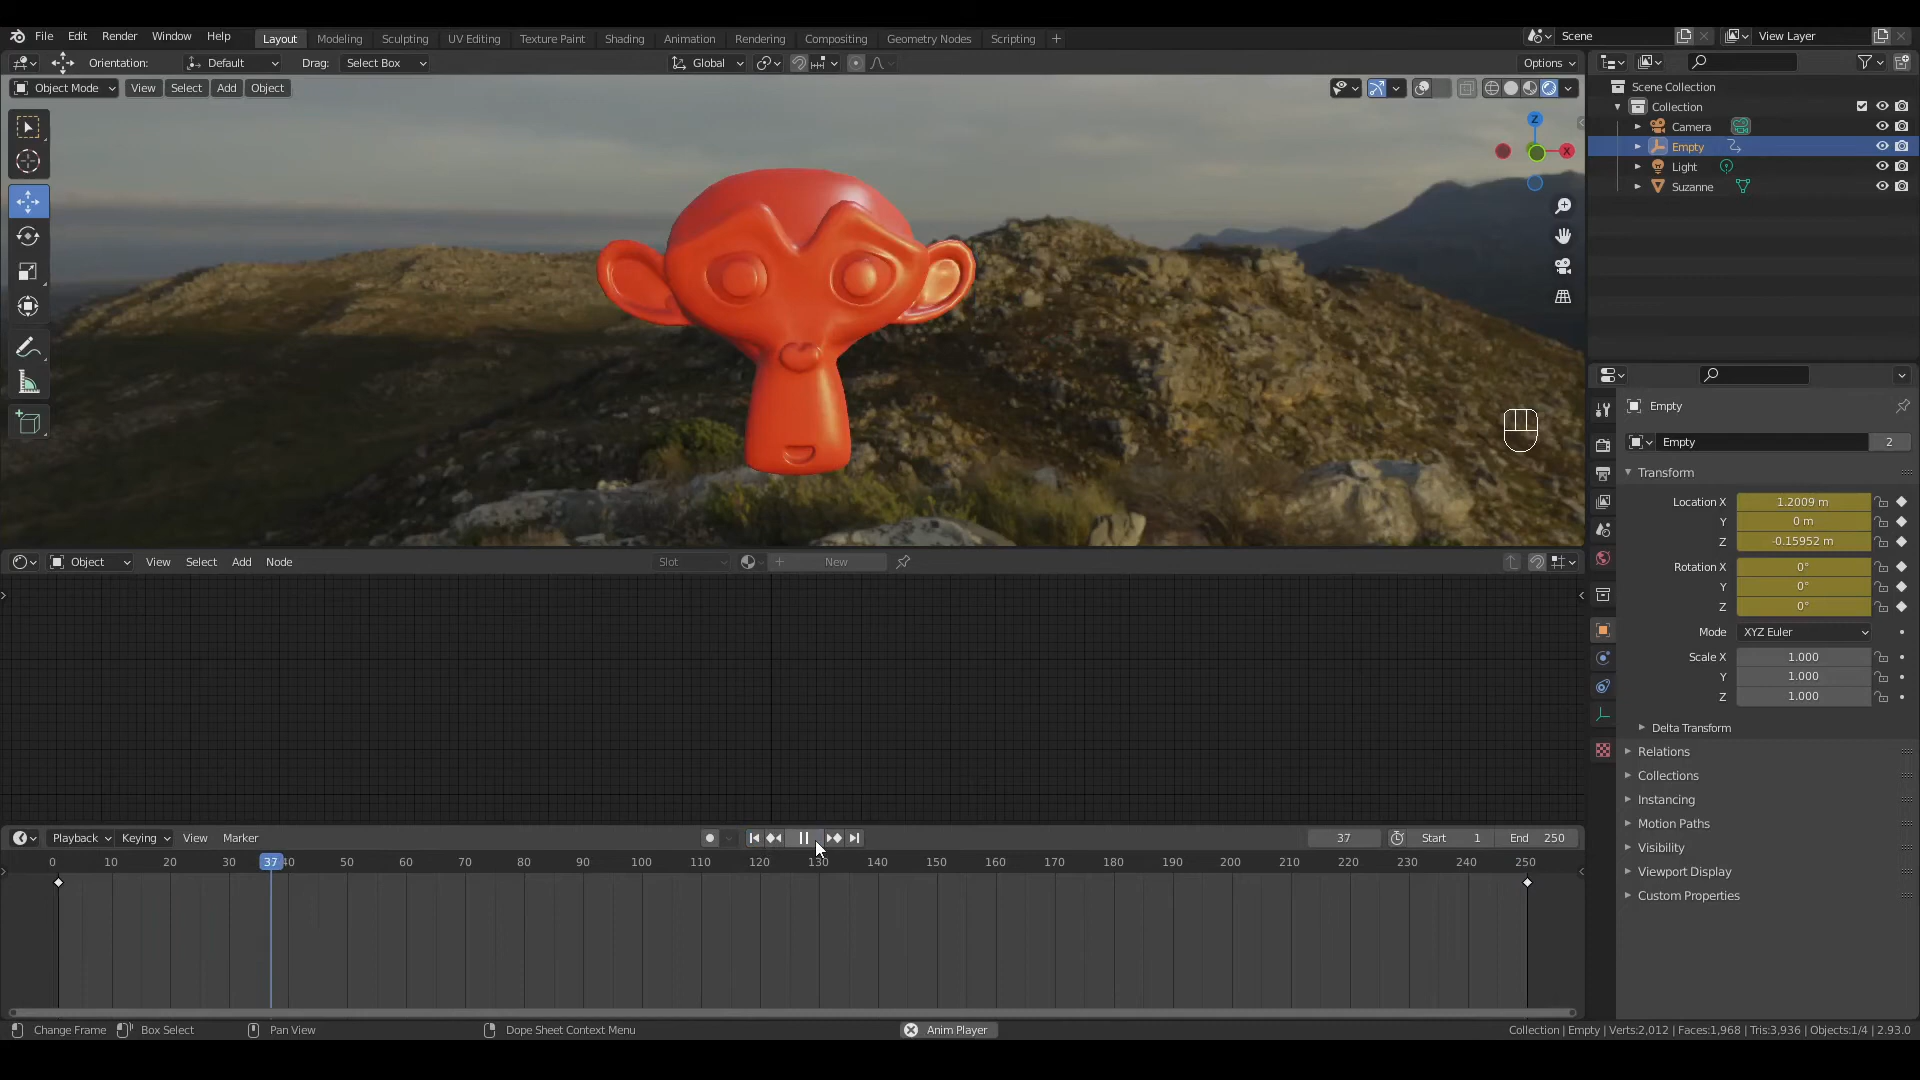 File Edit Render Window Help Layout Modeling Sculpting UV Editing Texture Paint Shading Animation Rendering Compositing Geometry Nodes Scripting + Scene View Layer
Orientation: Default Drag: Select Box Global Options
Object Mode View Select Add Object
Z
X
Scene Collection
Collection
Camera
Empty
Light
Suzanne
Empty
Empty 2
Transform
Location X 1.2009 m
Y 0 m
Z -0.15952 m
Rotation X 0°
Y 0°
Z 0°
Mode XYZ Euler
Scale X 1.000
Y 1.000
Z 1.000
Delta Transform
Relations
Collections
Instancing
Motion Paths
Visibility
Viewport Display
Custom Properties
Object View Select Add Node Slot New
Playback Keying View Marker 37 Start 1 End 250
0 10 20 30 37 40 50 60 70 80 90 100 110 120 130 140 150 160 170 180 190 200 210 220 230 240 250
Change Frame Box Select Pan View Dope Sheet Context Menu Anim Player Collection | Empty | Verts:2,012 | Faces:1,968 | Tris:3,936 | Objects:1/4 | 2.93.0